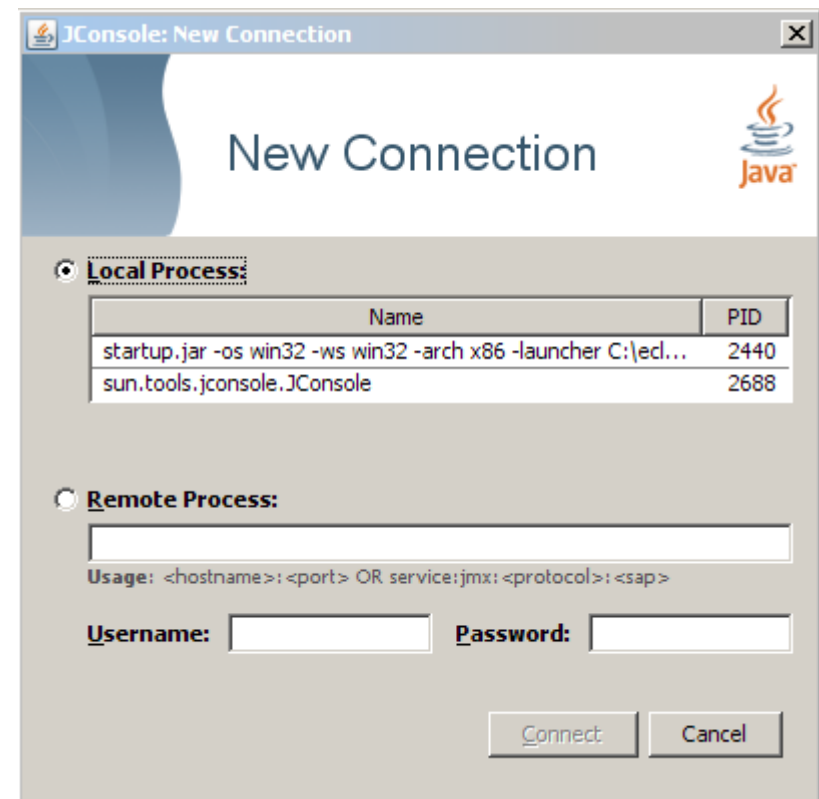 JConsole: New Connection
New Connection
Java
Local Process:
Name PID
startup.jar -os win32 -ws win32 -arch x86 -launcher C:\ecl... 2440
sun.tools.jconsole.JConsole 2688
Remote Process:
Usage: <hostname>:<port> OR service:jmx:<protocol>:<sap>
Username: Password:
Connect Cancel